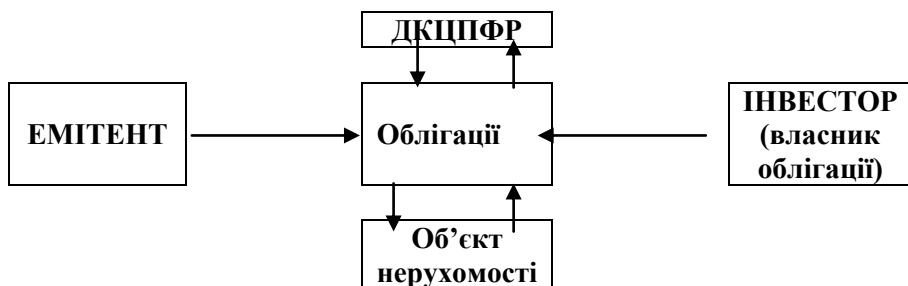 ДКЦПФР
ЕМІТЕНТ
Облігації
ІНВЕСТОР
(власник
облігації)
Об’єкт
нерухомості